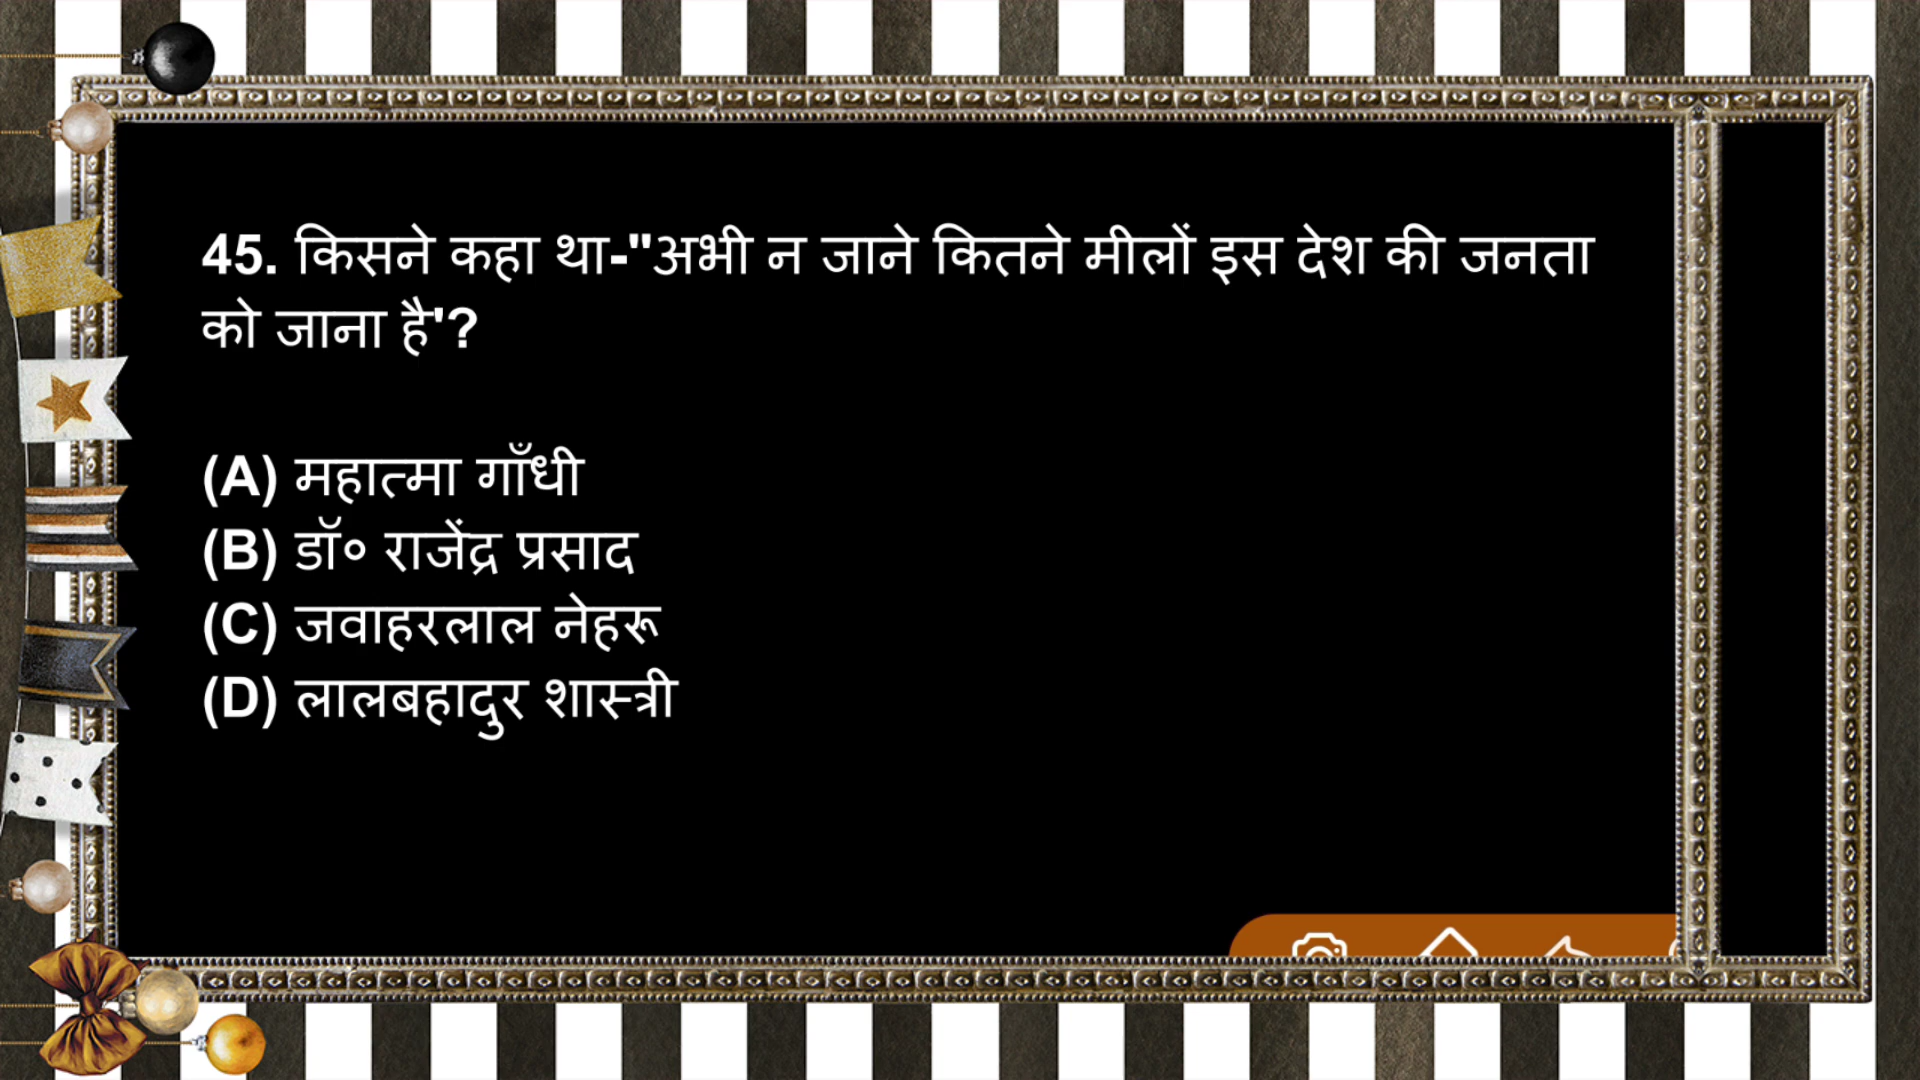 45. किसने कहा था-"अभी न जाने कितने मीलों इस देश की जनता
को जाना है'?
(A) महात्मा गाँधी
(B) डॉ० राजेंद्र प्रसाद
(C) जवाहरलाल नेहरू
(D) लालबहादुर शास्त्री